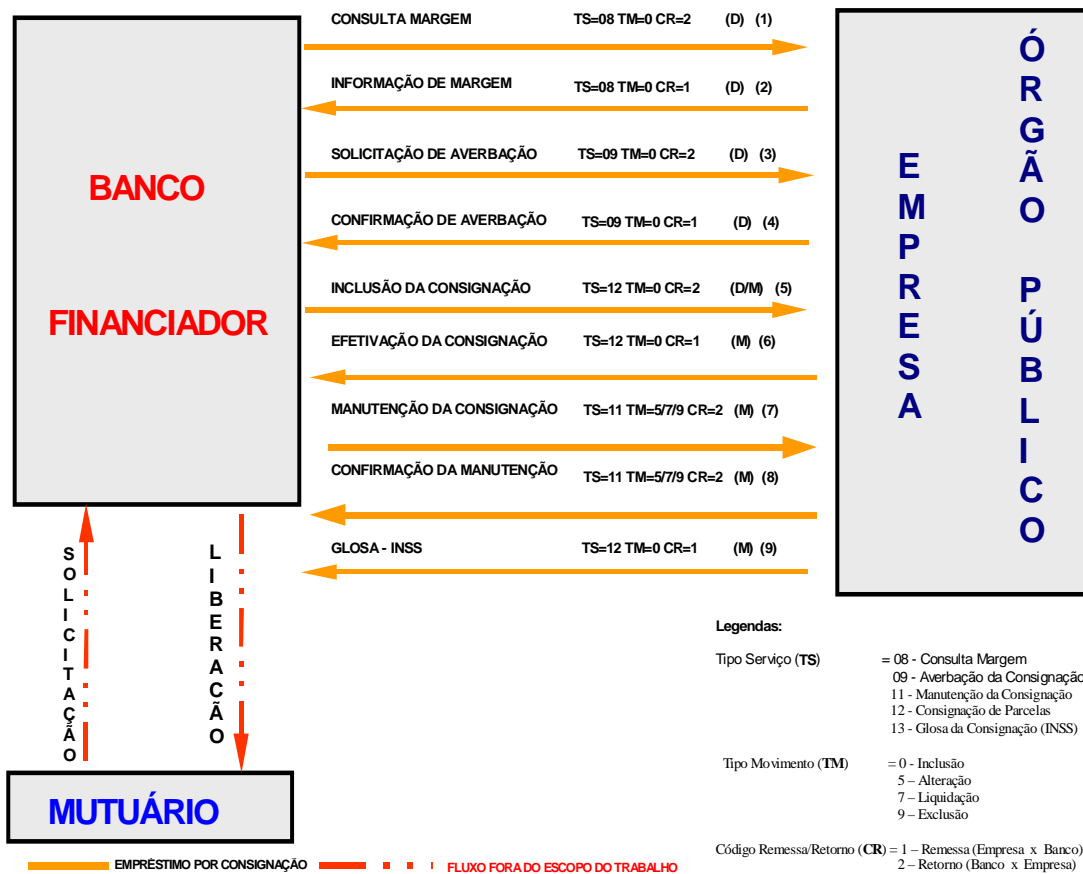 CONSULTA MARGEM TS=08 TM=0 CR=2 (D) (1)
INFORMAÇÃO DE MARGEM TS=08 TM=0 CR=1 (D) (2)
SOLICITAÇÃO DE AVERBAÇÃO TS=09 TM=0 CR=2 (D) (3)
CONFIRMAÇÃO DE AVERBAÇÃO TS=09 TM=0 CR=1 (D) (4)
INCLUSÃO DA CONSIGNAÇÃO TS=12 TM=0 CR=2 (D/M) (5)
EFETIVAÇÃO DA CONSIGNAÇÃO TS=12 TM=0 CR=1 (M) (6)
MANUTENÇÃO DA CONSIGNAÇÃO TS=11 TM=5/7/9 CR=2 (M) (7)
CONFIRMAÇÃO DA MANUTENÇÃO TS=11 TM=5/7/9 CR=2 (M) (8)
GLOSA - INSS TS=12 TM=0 CR=1 (M) (9)
BANCO
FINANCIADOR
EMPRESA
ÓRGÃO PÚBLICO
SOLICITAÇÃO
LIBERACÃO
MUTUÁRIO
Legendas:
Tipo Serviço (TS) = 08 - Consulta Margem
09 - Averbação da Consignação
11 - Manutenção da Consignação
12 - Consignação de Parcelas
13 - Glosa da Consignação (INSS)
Tipo Movimento (TM) = 0 - Inclusão
5 – Alteração
7 – Liquidação
9 – Exclusão
Código Remessa/Retorno (CR) = 1 – Remessa (Empresa x Banco)
2 – Retorno (Banco x Empresa)
EMPRÉSTIMO POR CONSIGNAÇÃO
FLUXO FORA DO ESCOPO DO TRABALHO